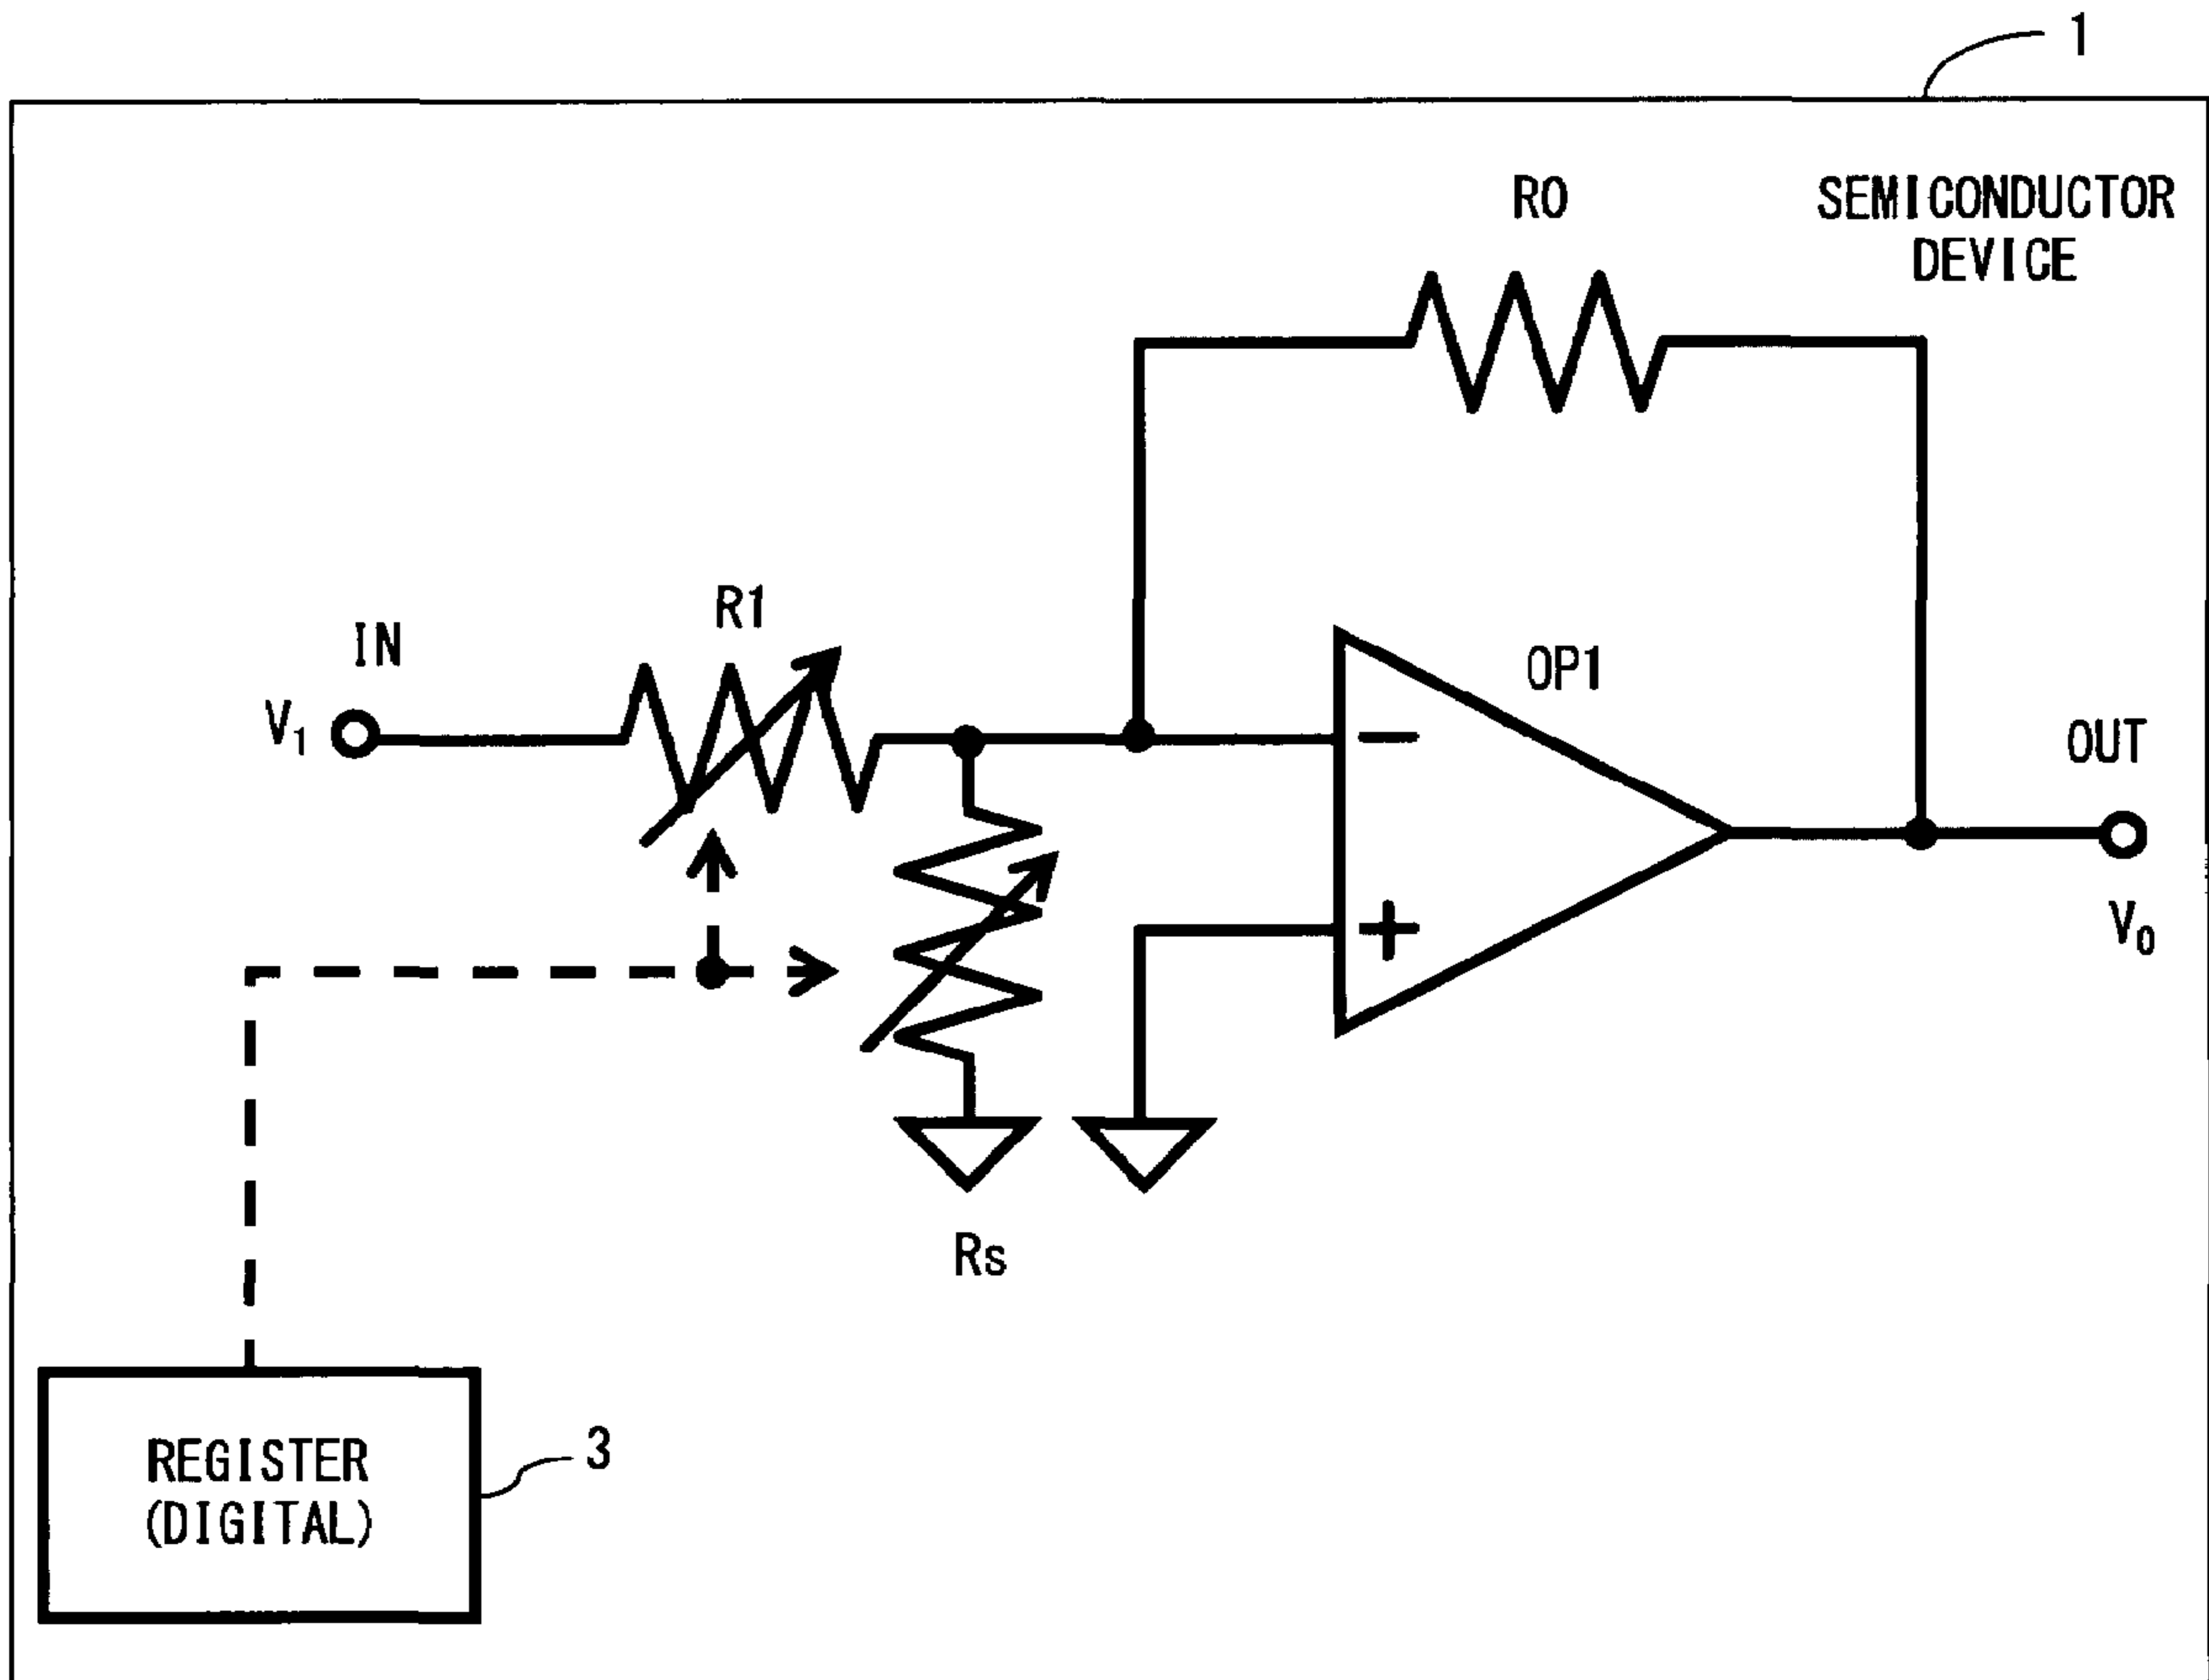 1
SEMICONDUCTOR
DEVICE
R0
R1
IN
V1
OP1
−
+
OUT
V0
Rs
REGISTER
(DIGITAL)
3